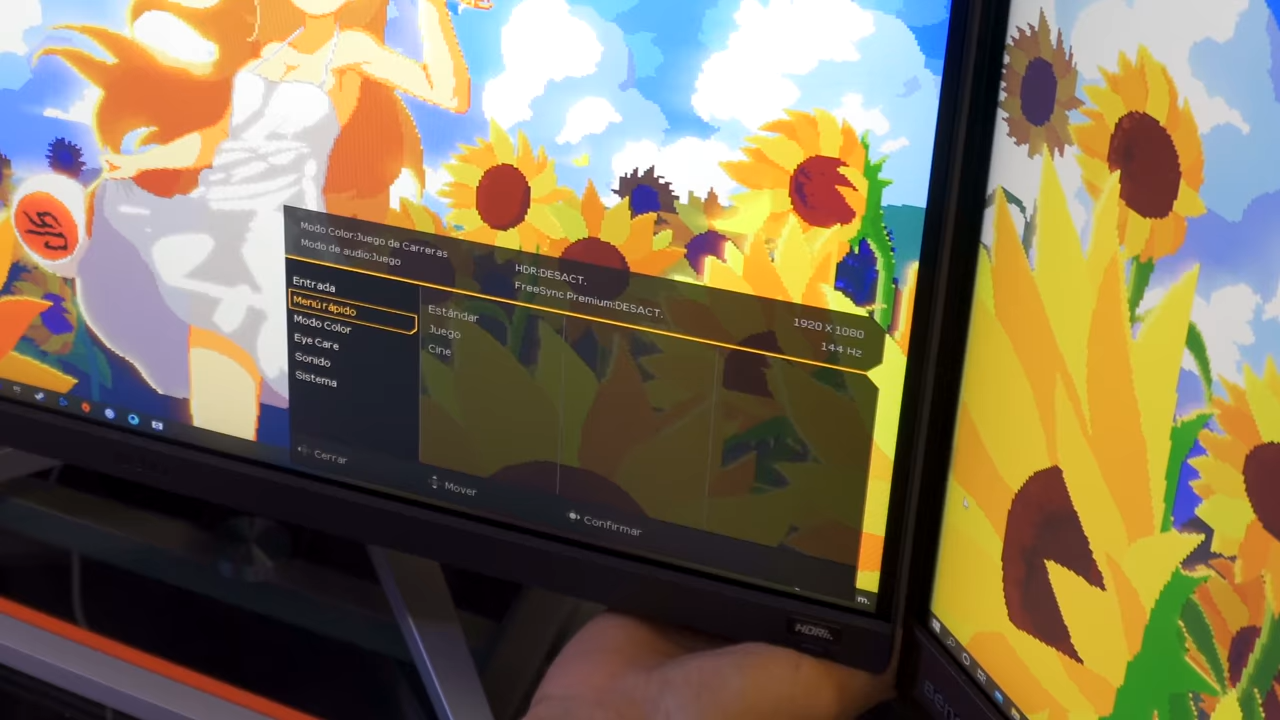 Modo Color:Juego de Carreras
Modo de audio:Juego
HDR:DESACT.
FreeSync Premium:DESACT.
1920 X 1080
144 Hz
Entrada
Menú rápido
Modo Color
Eye Care
Sonido
Sistema
Estándar
Juego
Cine
Cerrar
Mover
Confirmar
m.
HDRi